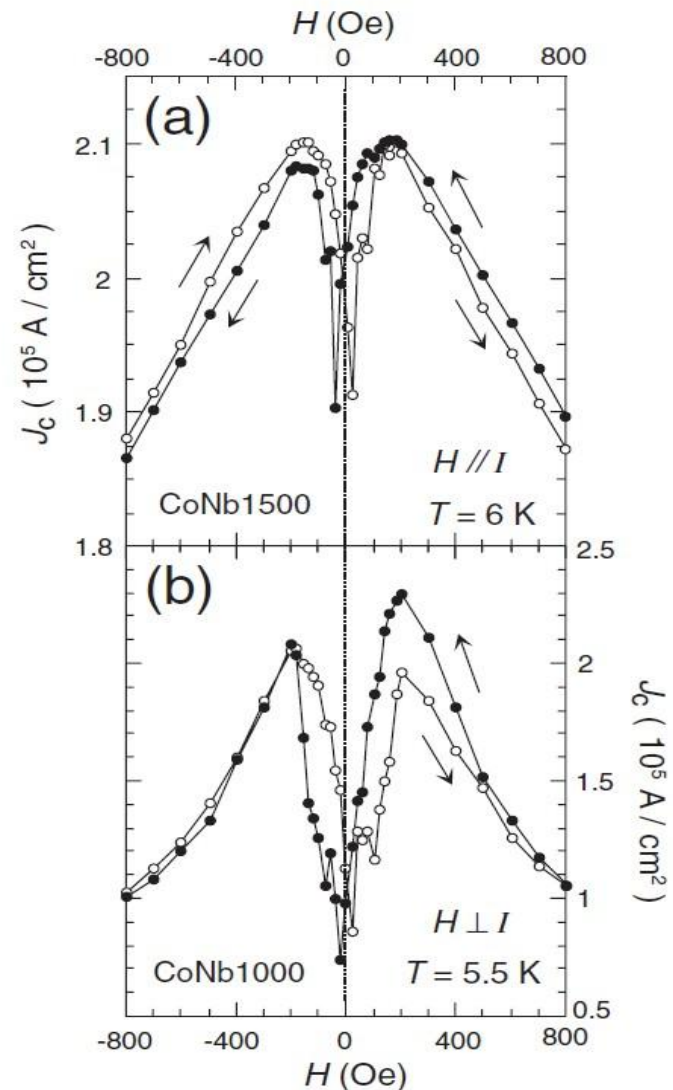 H (Oe)
-800 -400 0 400 800
(a)
2.1
2
1.9
1.8
J_c ( 10^5 A / cm^2)
H // I
CoNb1500
T = 6 K
2.5
(b)
2
1.5
1
0.5
J_c ( 10^5 A / cm^2)
H ⊥ I
CoNb1000
T = 5.5 K
-800 -400 0 400 800
H (Oe)